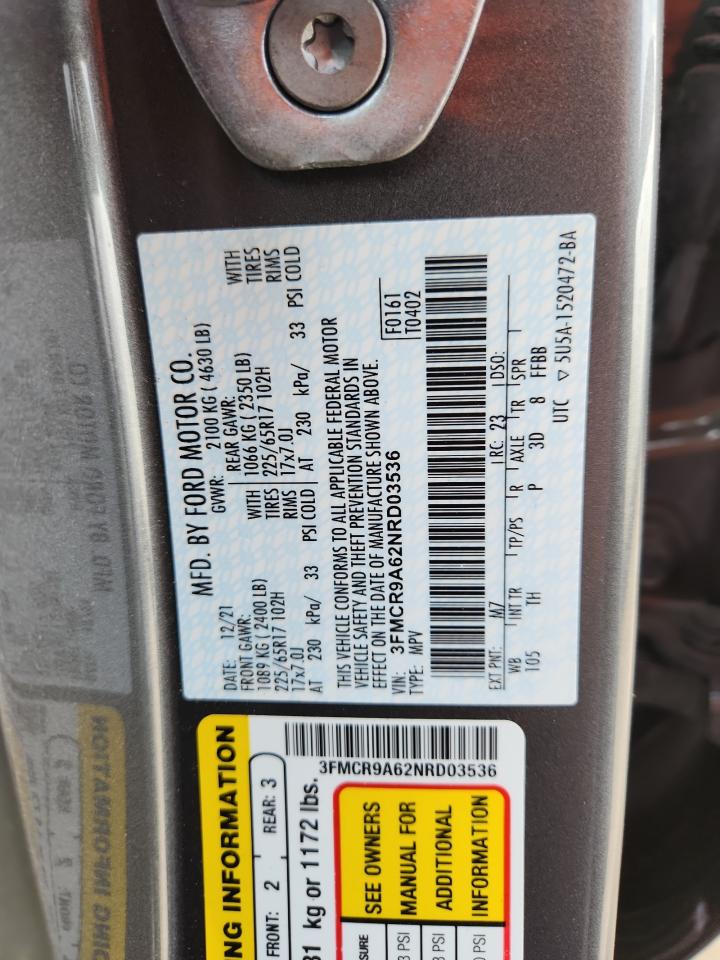 MFD. BY FORD MOTOR CO.
DATE: 12/21 GVWR: 2100 KG ( 4630 LB)
FRONT GAWR: REAR GAWR:
1089 KG ( 2400 LB) WITH 1066 KG ( 2350 LB) WITH
225/65R17 102H TIRES 225/65R17 102H TIRES
17x7.0J RIMS 17x7.0J RIMS
AT 230 kPa/ 33 PSI COLD AT 230 kPa/ 33 PSI COLD
THIS VEHICLE CONFORMS TO ALL APPLICABLE FEDERAL MOTOR
VEHICLE SAFETY AND THEFT PREVENTION STANDARDS IN
EFFECT ON THE DATE OF MANUFACTURE SHOWN ABOVE.
VIN: 3FMCR9A62NRD03536 F0161
TYPE: MPV T0402
EXT PNT: M7 RC: 23 DSO:
WB INT TR TP/PS R AXLE TR SPR
105 TH P 3D 8 FFBB
UTC ▽ 5U5A-1520472-BA
NG INFORMATION
FRONT: 2 REAR: 3
31 kg or 1172 lbs.
3FMCR9A62NRD03536
SEE OWNERS
MANUAL FOR
ADDITIONAL
INFORMATION
SURE
PSI
PSI
PSI